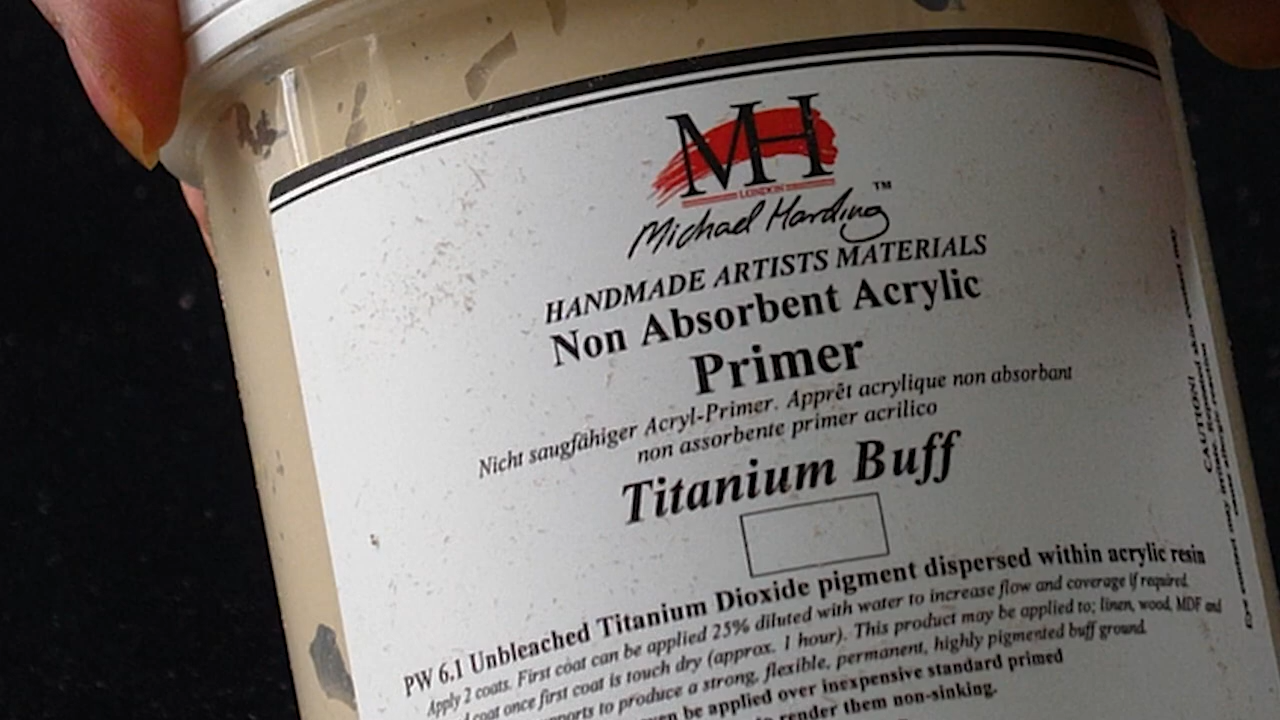 MH
LONDON
Michael Harding™
HANDMADE ARTISTS MATERIALS
Non Absorbent Acrylic
Primer
Nicht saugfähiger Acryl-Primer. Apprêt acrylique non absorbant
non assorbente primer acrilico
Titanium Buff
PW 6.1 Unbleached Titanium Dioxide pigment dispersed within acrylic resin
Apply 2 coats. First coat can be applied 25% diluted with water to increase flow and coverage if required.
coat once first coat is touch dry (approx. 1 hour). This product may be applied to; linen, wood, MDF and
to produce a strong, flexible, permanent, highly pigmented buff ground.
be applied over inexpensive standard primed
render them non-sinking.
CAUTION!